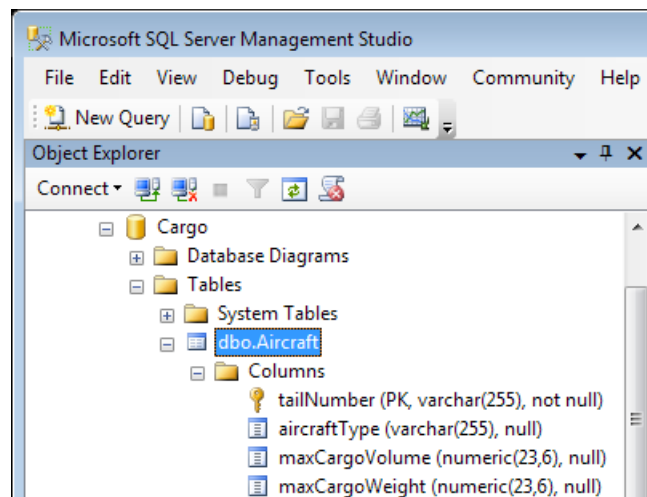 Microsoft SQL Server Management Studio
File Edit View Debug Tools Window Community Help
New Query
Object Explorer
Connect
Cargo
Database Diagrams
Tables
System Tables
dbo.Aircraft
Columns
tailNumber (PK, varchar(255), not null)
aircraftType (varchar(255), null)
maxCargoVolume (numeric(23,6), null)
maxCargoWeight (numeric(23,6), null)